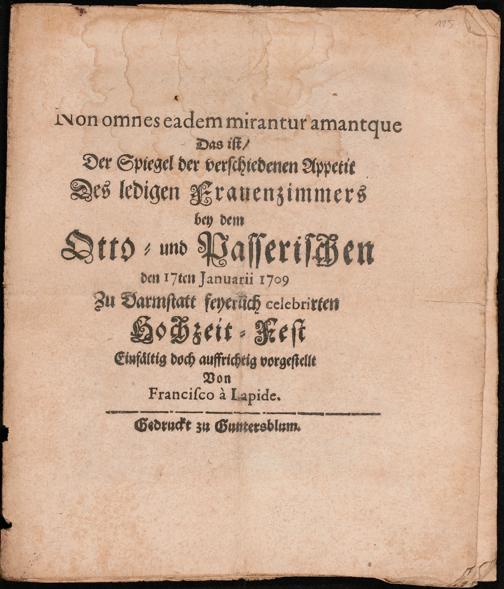 115
Non omnes eadem mirantur amantque
Das ist/
Der Spiegel der verschiedenen Appetit
Des ledigen Frauenzimmers
bey dem
Otto- und Passerischen
den 17ten Januarii 1709
Zu Darmstatt feyerlich celebrirten
Hochzeit-Fest
Einfältig doch auffrichtig vorgestellt
Von
Francisco à Lapide.
Gedruckt zu Guntersblum.